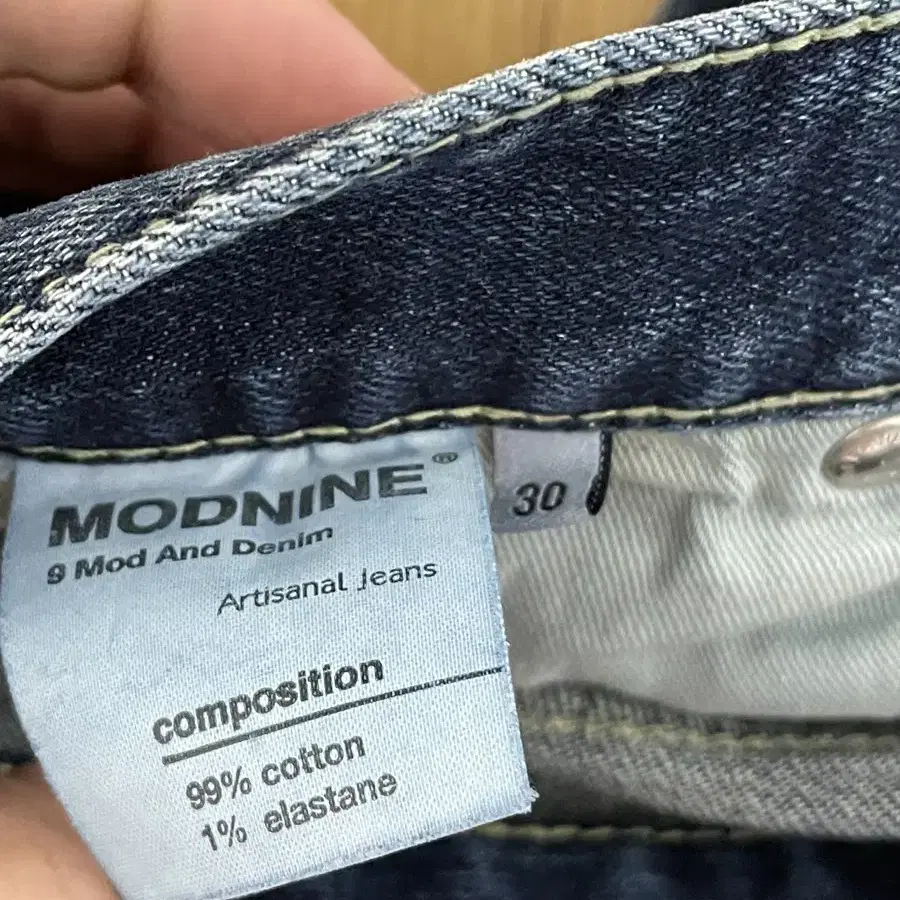 MODNINE®
9 Mod And Denim
Artisanal Jeans
composition
99% cotton
1% elastane
30